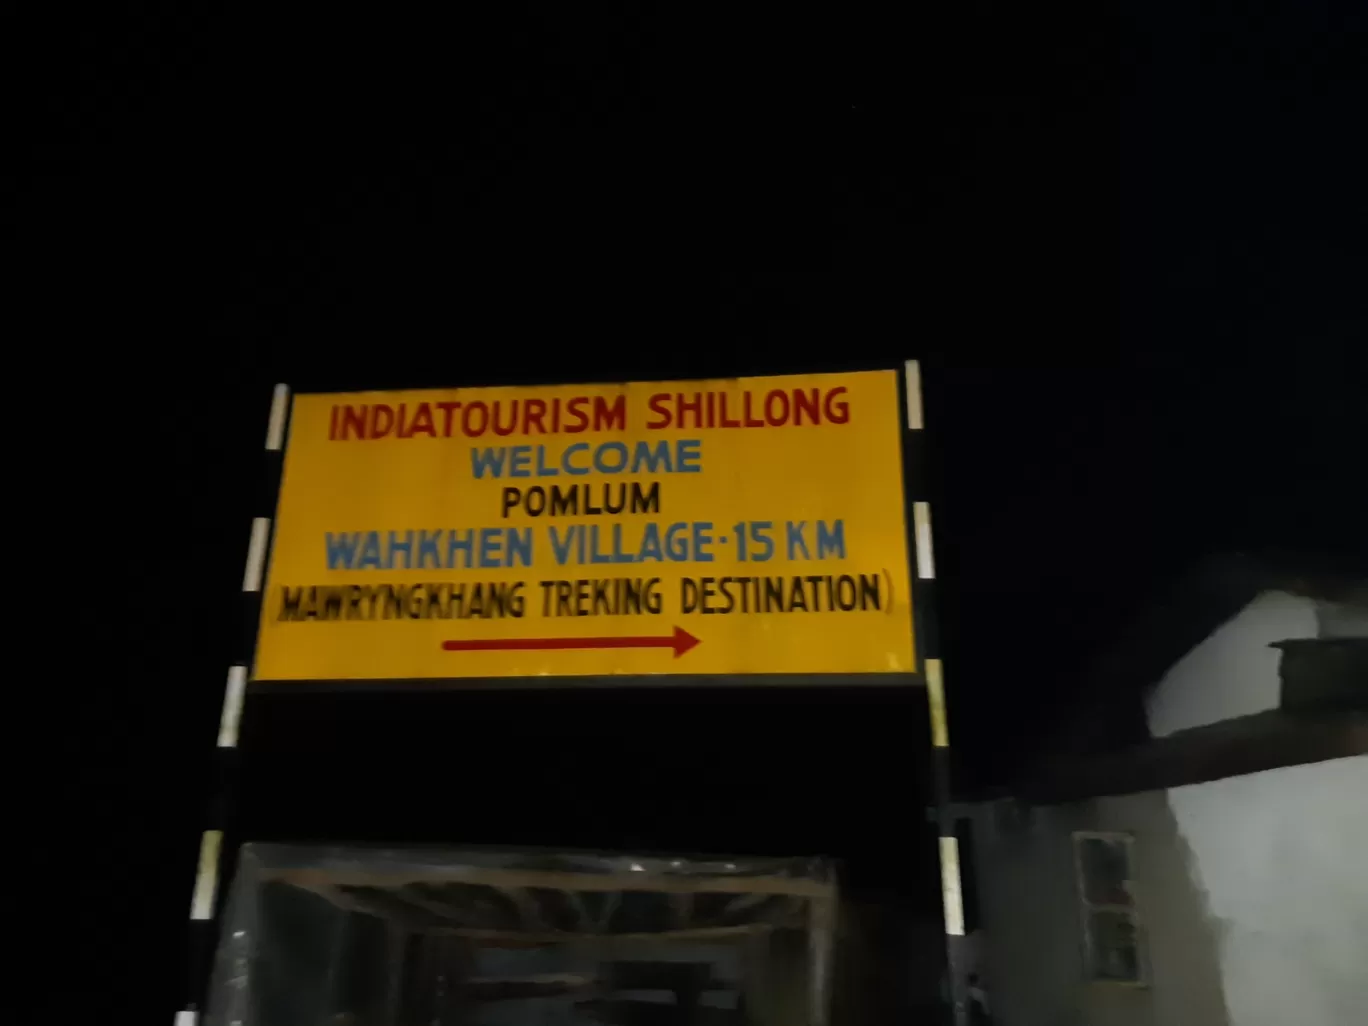 INDIATOURISM SHILLONG
WELCOME
POMLUM
WAHKHEN VILLAGE·15 KM
(MAWRYNGKHANG TREKING DESTINATION)